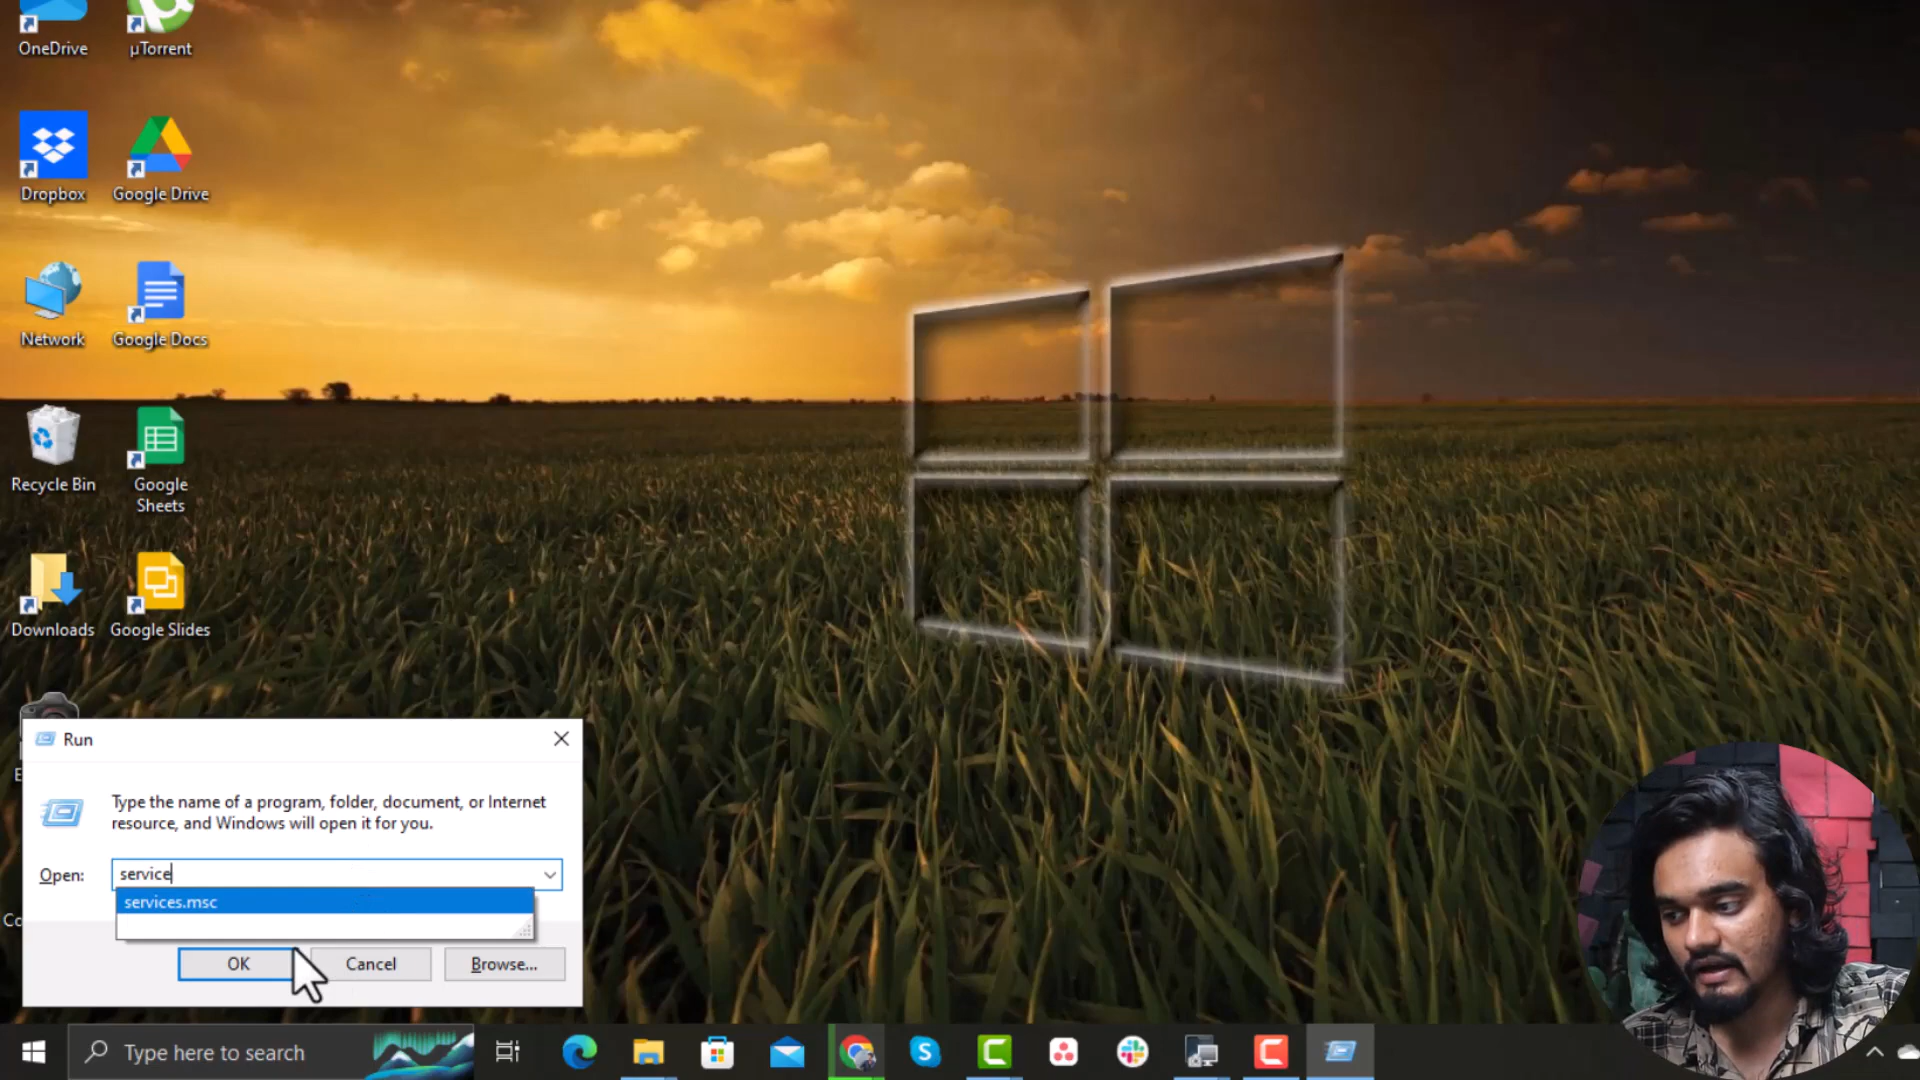 OneDrive
µTorrent
Dropbox
Google Drive
Network
Google Docs
Recycle Bin
Google
Sheets
Downloads
Google Slides
Run
Type the name of a program, folder, document, or Internet
resource, and Windows will open it for you.
Open:
service
services.msc
OK
Cancel
Browse...
Type here to search